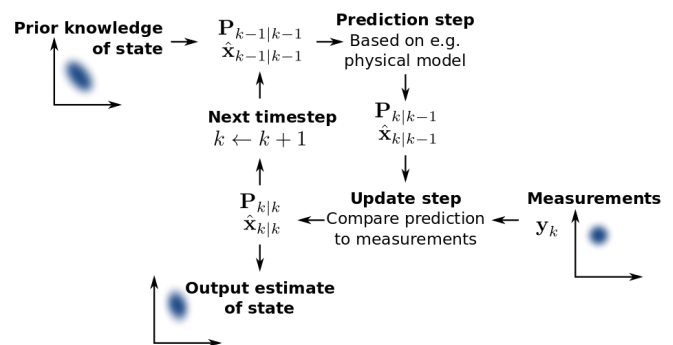 Prior knowledge
of state
P_{k−1|k−1}
x̂_{k−1|k−1}
Prediction step
Based on e.g.
physical model
P_{k|k−1}
x̂_{k|k−1}
Next timestep
k ← k + 1
P_{k|k}
x̂_{k|k}
Update step
Compare prediction
to measurements
Measurements
y_k
Output estimate
of state